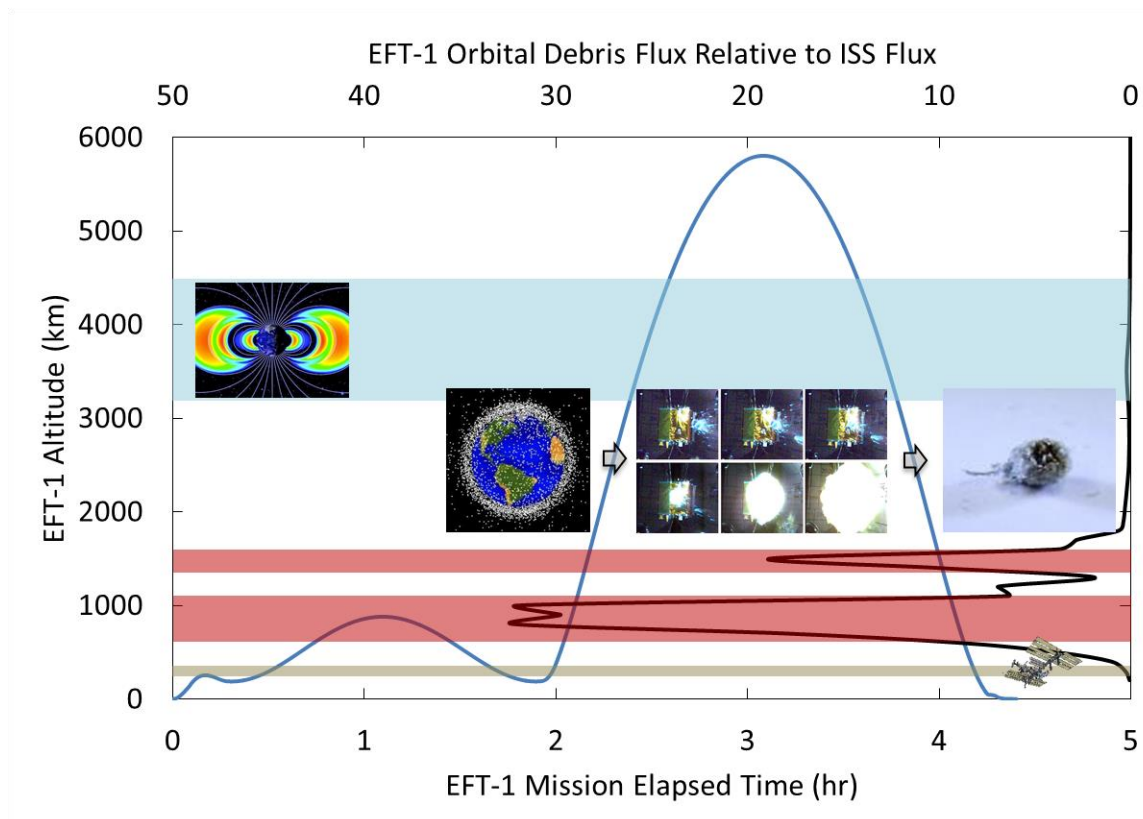 EFT-1 Orbital Debris Flux Relative to ISS Flux
50 40 30 20 10 0
6000
5000
4000
3000
2000
1000
0
EFT-1 Altitude (km)
0 1 2 3 4 5
EFT-1 Mission Elapsed Time (hr)